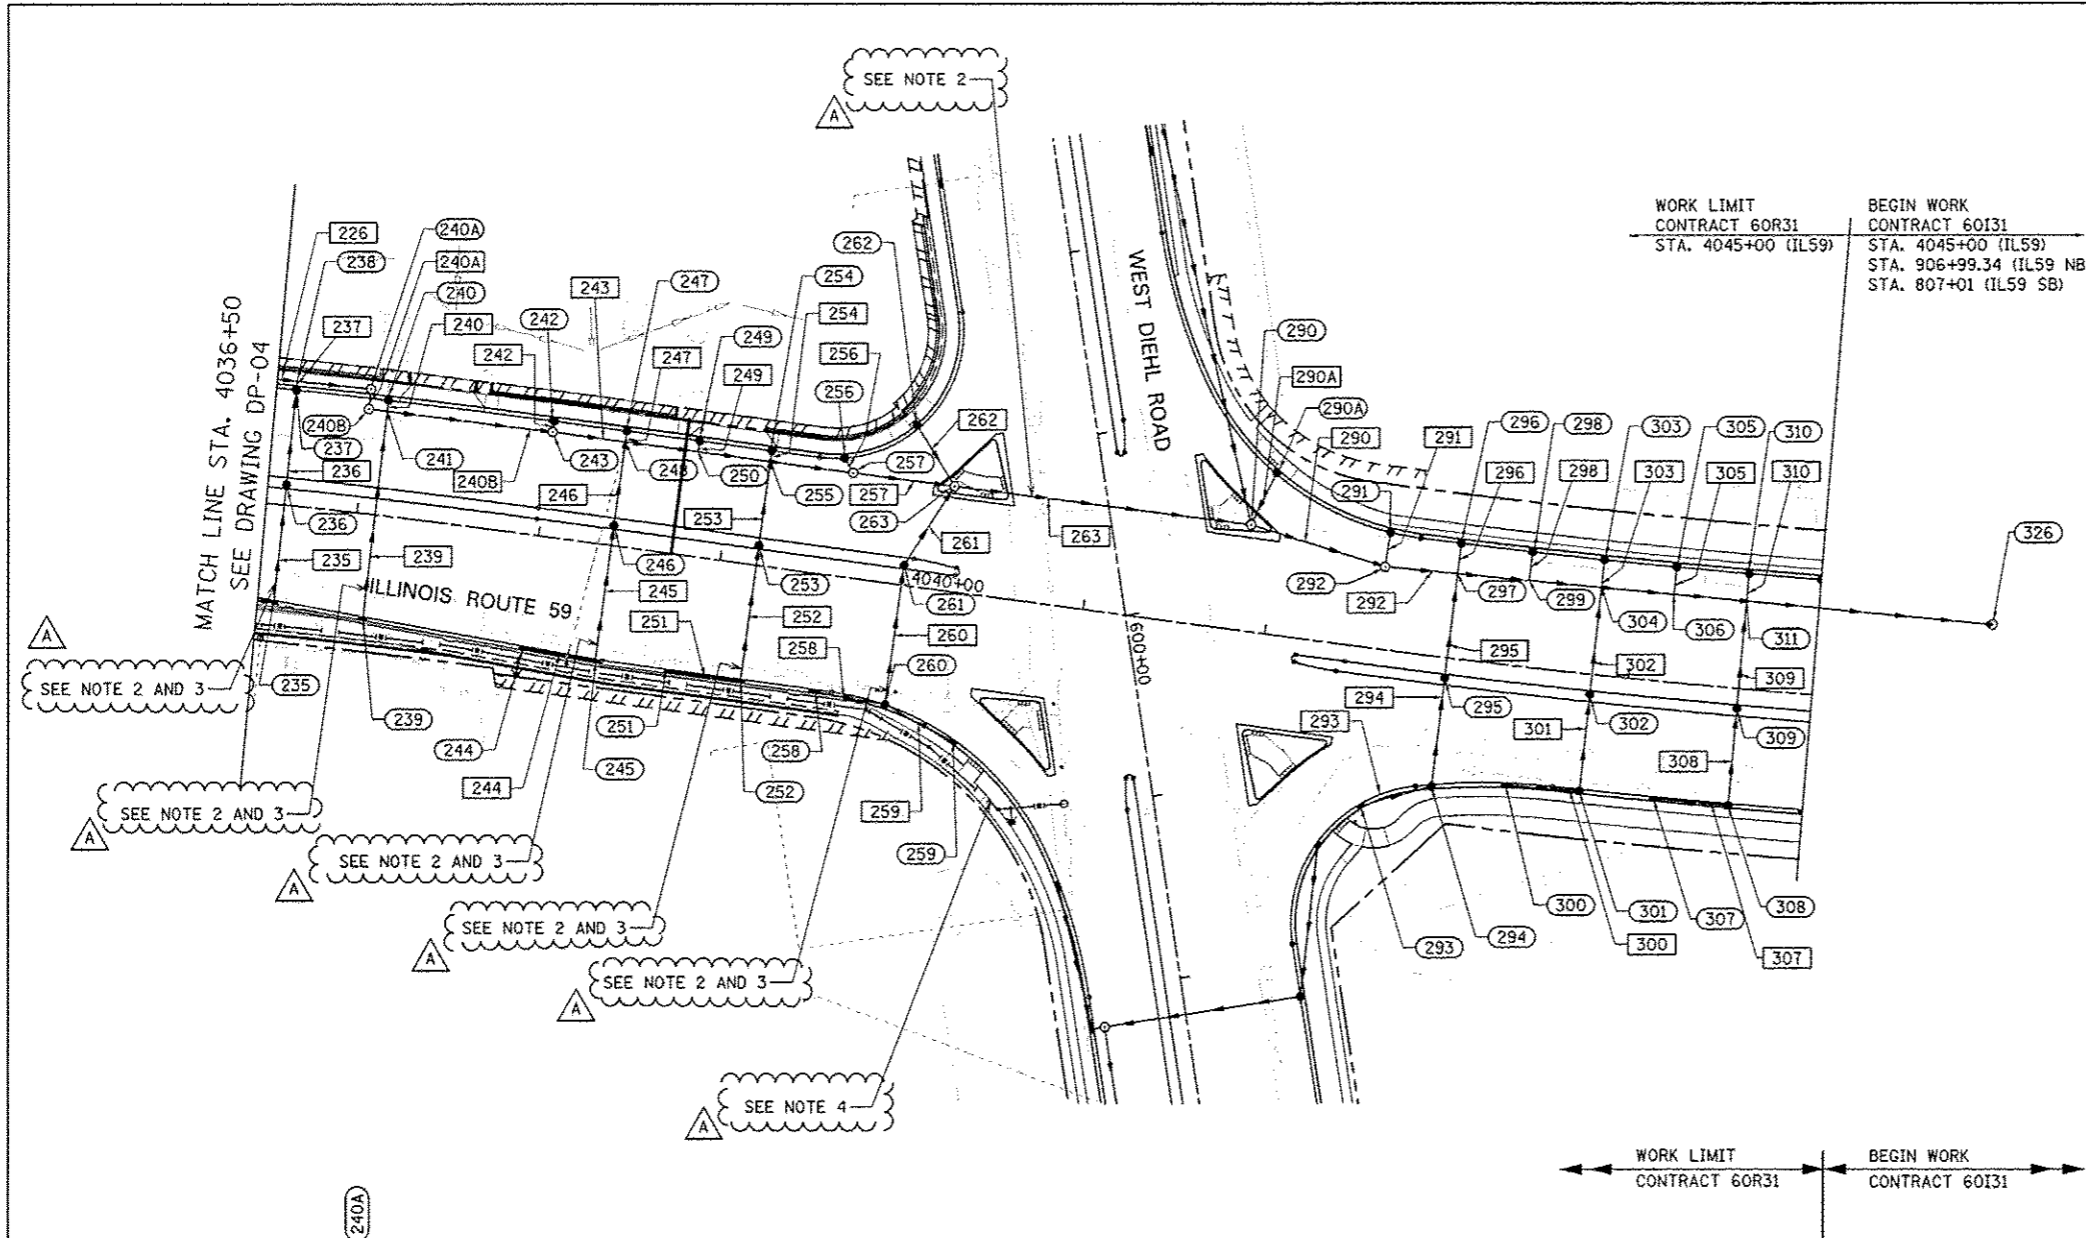 SEE NOTE 2
A
WORK LIMIT
CONTRACT 60R31
STA. 4045+00 (IL59)
BEGIN WORK
CONTRACT 60I31
STA. 4045+00 (IL59)
STA. 906+99.34 (IL59 NB
STA. 807+01 (IL59 SB)
MATCH LINE STA. 4036+50
SEE DRAWING DP-04
226
238
240A
240A
240
240
237
243
247
242
242
247
249
249
254
254
262
256
256
WEST DIEHL ROAD
290
290A
290A
290
291
296
298
303
305
310
296
298
303
305
310
291
326
240B
237
241
243
240B
236
246
248
250
255
257
257
253
262
263
263
261
292
292
297
299
304
306
311
236
235
239
ILLINOIS ROUTE 59
246
245
253
252
4040+00
261
260
251
258
260
600+00
295
302
309
294
293
295
301
302
308
309
A
SEE NOTE 2 AND 3
235
239
244
244
251
245
258
252
259
259
A
SEE NOTE 2 AND 3
A
SEE NOTE 2 AND 3
A
SEE NOTE 2 AND 3
A
SEE NOTE 2 AND 3
A
SEE NOTE 4
293
294
300
301
300
307
308
307
240A
WORK LIMIT
CONTRACT 60R31
BEGIN WORK
CONTRACT 60I31